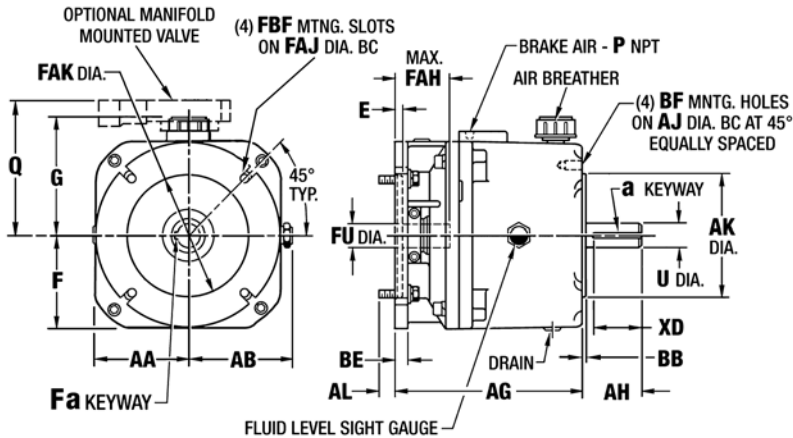 OPTIONAL MANIFOLD
MOUNTED VALVE
(4) FBF MTNG. SLOTS
ON FAJ DIA. BC
FAK DIA.
Q
G
F
45°
TYP.
AA
AB
Fa KEYWAY
MAX.
FAH
E
BRAKE AIR - P NPT
AIR BREATHER
(4) BF MNTG. HOLES
ON AJ DIA. BC AT 45°
EQUALLY SPACED
a KEYWAY
FU DIA.
AK
DIA.
U DIA.
XD
BE
DRAIN
BB
AL
AG
AH
FLUID LEVEL SIGHT GAUGE